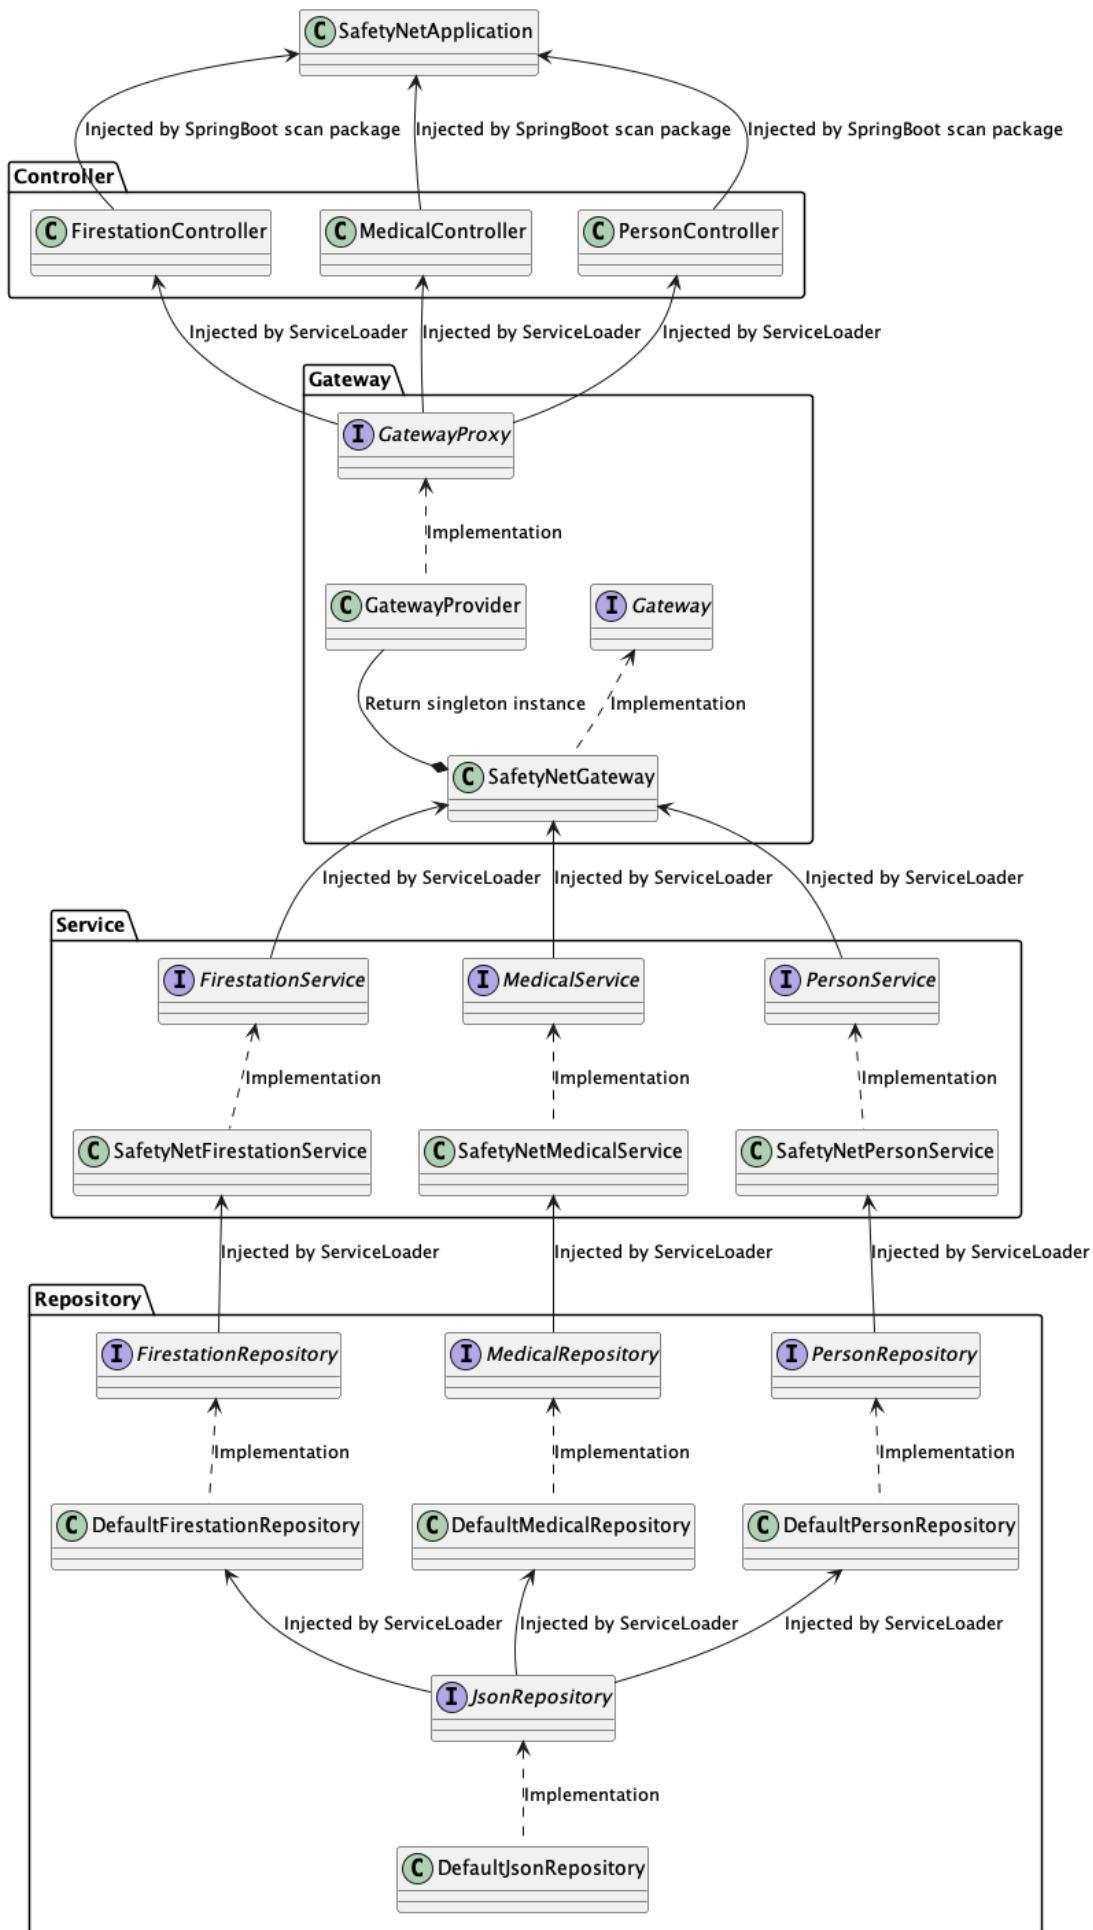 C SafetyNetApplication
Injected by SpringBoot scan package Injected by SpringBoot scan package Injected by SpringBoot scan package
Controller
C FirestationController C MedicalController C PersonController
Injected by ServiceLoader Injected by ServiceLoader Injected by ServiceLoader
Gateway
I GatewayProxy
Implementation
C GatewayProvider I Gateway
Return singleton instance Implementation
C SafetyNetGateway
Injected by ServiceLoader Injected by ServiceLoader Injected by ServiceLoader
Service
I FirestationService I MedicalService I PersonService
Implementation Implementation Implementation
C SafetyNetFirestationService C SafetyNetMedicalService C SafetyNetPersonService
Injected by ServiceLoader Injected by ServiceLoader Injected by ServiceLoader
Repository
I FirestationRepository I MedicalRepository I PersonRepository
Implementation Implementation Implementation
C DefaultFirestationRepository C DefaultMedicalRepository C DefaultPersonRepository
Injected by ServiceLoader Injected by ServiceLoader Injected by ServiceLoader
I JsonRepository
Implementation
C DefaultJsonRepository